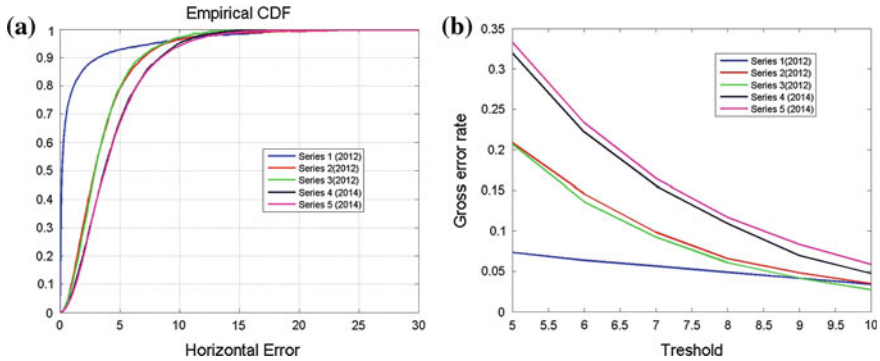 (a)
Empirical CDF
1
0.9
0.8
0.7
0.6
0.5
0.4
0.3
0.2
0.1
0
0 5 10 15 20 25 30
Horizontal Error
Series 1 (2012)
Series 2(2012)
Series 3(2012)
Series 4 (2014)
Series 5 (2014)
(b)
0.35
0.3
0.25
0.2
0.15
0.1
0.05
0
5 5.5 6 6.5 7 7.5 8 8.5 9 9.5 10
Gross error rate
Treshold
Series 1(2012)
Series 2(2012)
Series 3(2012)
Series 4 (2014)
Series 5 (2014)